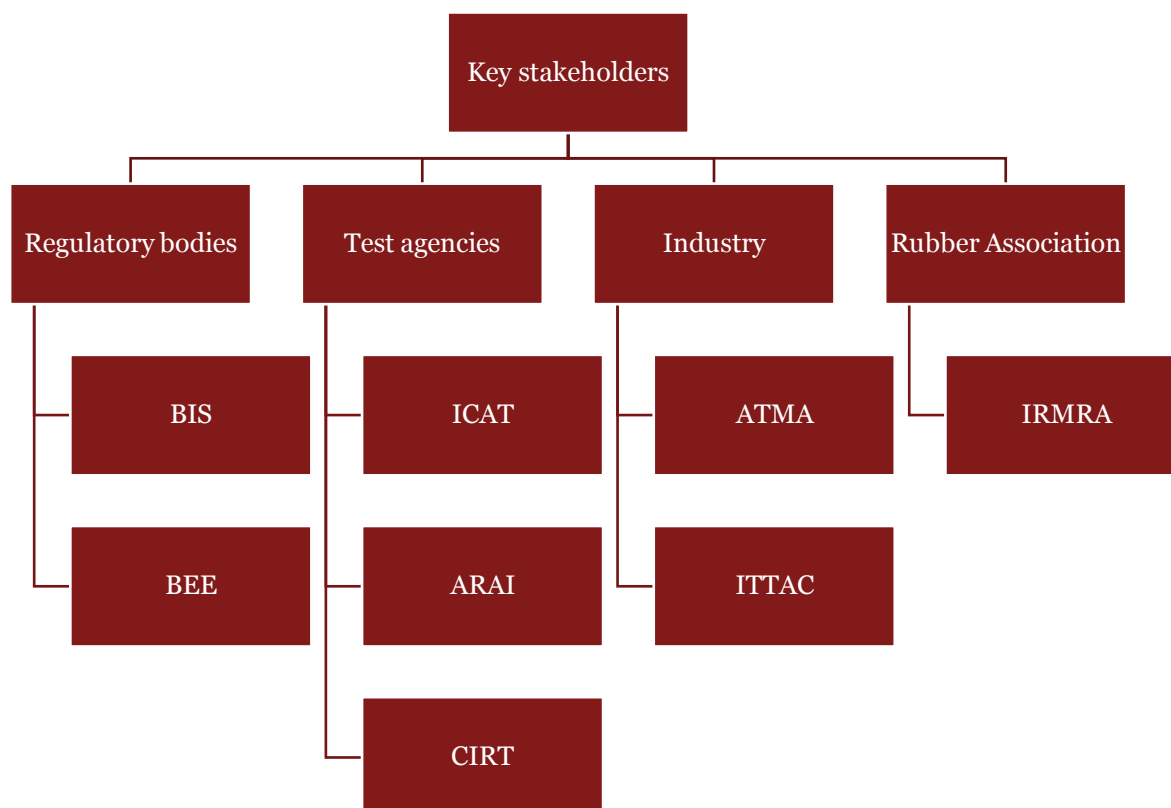 Key stakeholders
Regulatory bodies
Test agencies
Industry
Rubber Association
BIS
ICAT
ATMA
IRMRA
BEE
ARAI
ITTAC
CIRT